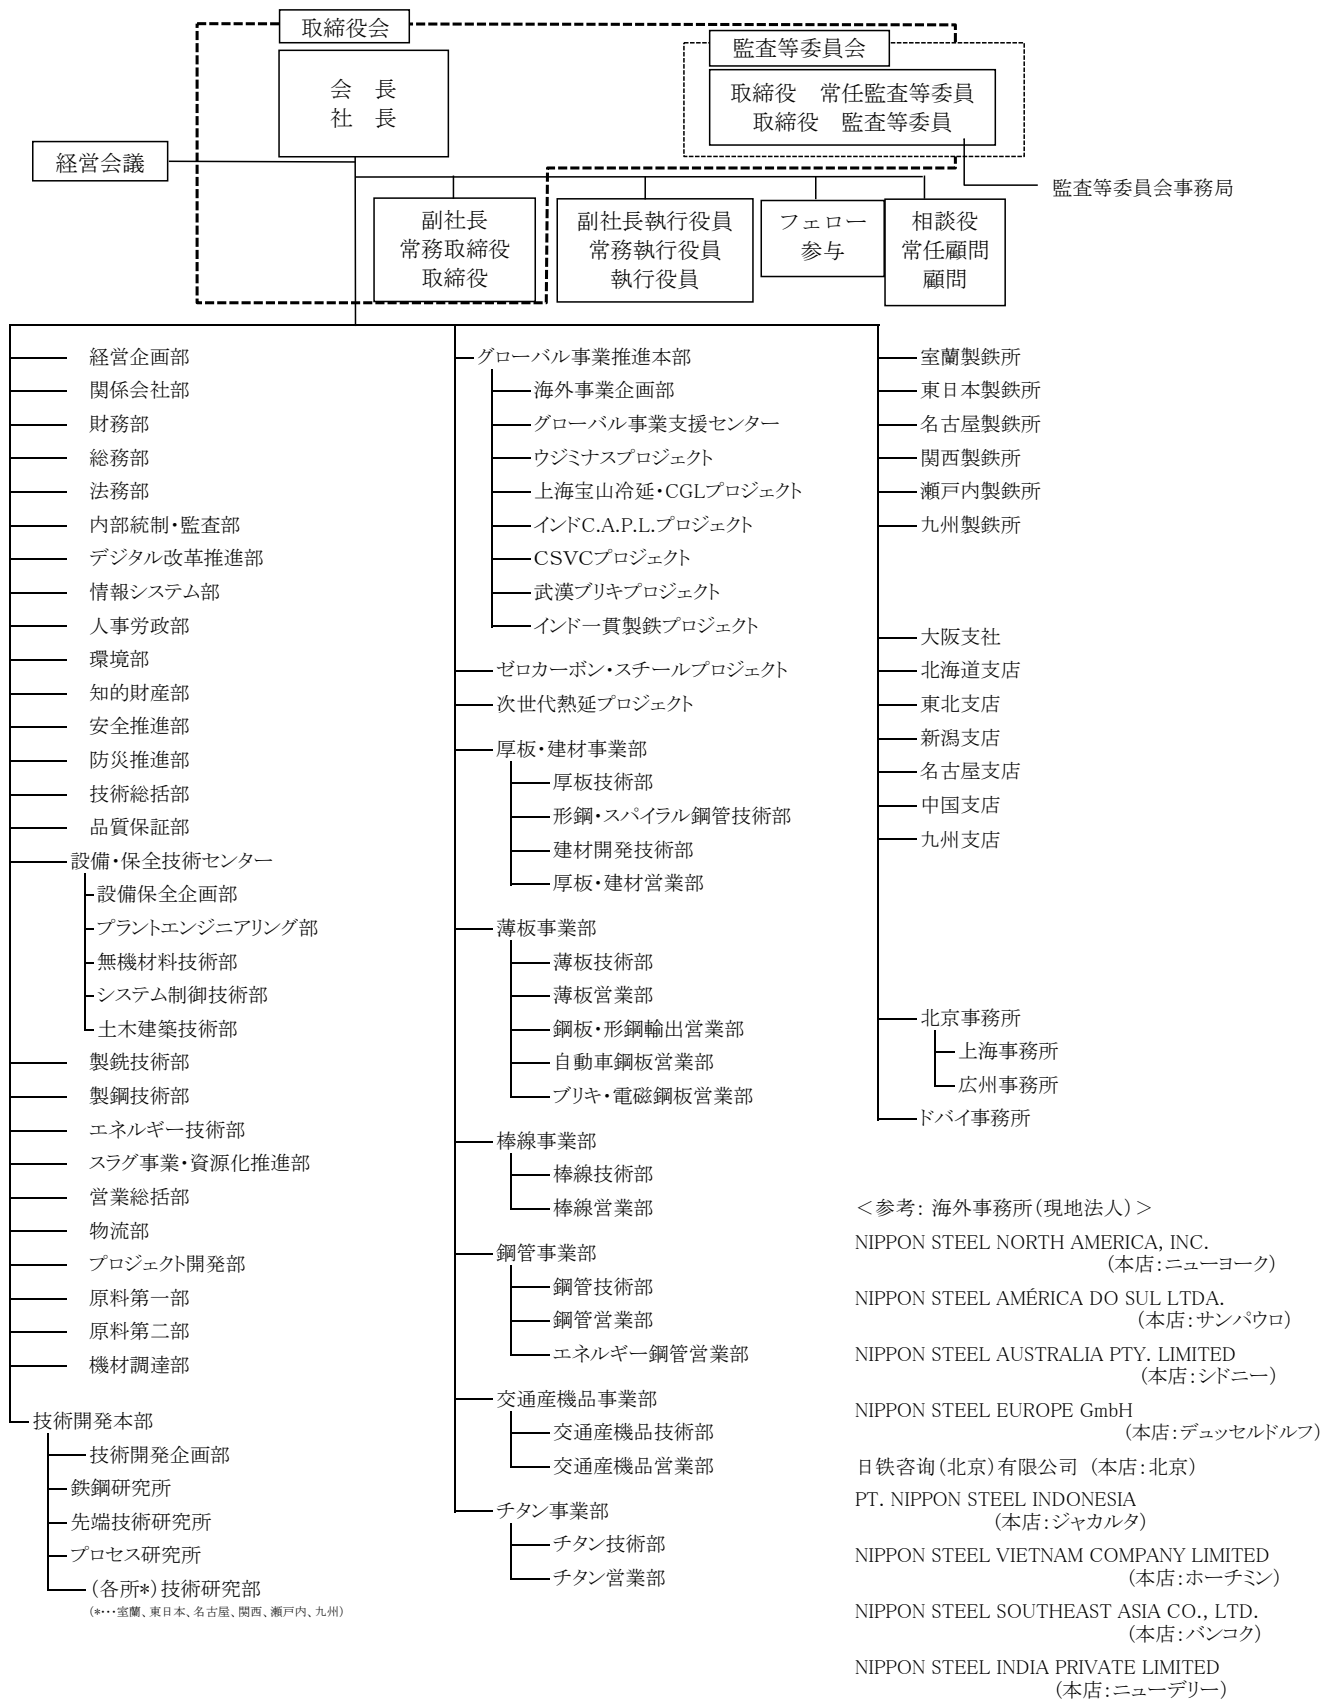 取締役会
会　長
社　長
監査等委員会
取締役　常任監査等委員
取締役　監査等委員
経営会議
監査等委員会事務局
副社長
常務取締役
取締役
副社長執行役員
常務執行役員
執行役員
フェロー
参与
相談役
常任顧問
顧問
経営企画部
関係会社部
財務部
総務部
法務部
内部統制・監査部
デジタル改革推進部
情報システム部
人事労政部
環境部
知的財産部
安全推進部
防災推進部
技術総括部
品質保証部
設備・保全技術センター
設備保全企画部
プラントエンジニアリング部
無機材料技術部
システム制御技術部
土木建築技術部
製銑技術部
製鋼技術部
エネルギー技術部
スラグ事業・資源化推進部
営業総括部
物流部
プロジェクト開発部
原料第一部
原料第二部
機材調達部
技術開発本部
技術開発企画部
鉄鋼研究所
先端技術研究所
プロセス研究所
（各所*）技術研究部
（*・・・室蘭、東日本、名古屋、関西、瀬戸内、九州）
グローバル事業推進本部
海外事業企画部
グローバル事業支援センター
ウジミナスプロジェクト
上海宝山冷延・CGLプロジェクト
インドC.A.P.L.プロジェクト
CSVCプロジェクト
武漢ブリキプロジェクト
インド一貫製鉄プロジェクト
ゼロカーボン・スチールプロジェクト
次世代熱延プロジェクト
厚板・建材事業部
厚板技術部
形鋼・スパイラル鋼管技術部
建材開発技術部
厚板・建材営業部
薄板事業部
薄板技術部
薄板営業部
鋼板・形鋼輸出営業部
自動車鋼板営業部
ブリキ・電磁鋼板営業部
棒線事業部
棒線技術部
棒線営業部
鋼管事業部
鋼管技術部
鋼管営業部
エネルギー鋼管営業部
交通産機品事業部
交通産機品技術部
交通産機品営業部
チタン事業部
チタン技術部
チタン営業部
室蘭製鉄所
東日本製鉄所
名古屋製鉄所
関西製鉄所
瀬戸内製鉄所
九州製鉄所
大阪支社
北海道支店
東北支店
新潟支店
名古屋支店
中国支店
九州支店
北京事務所
上海事務所
広州事務所
ドバイ事務所
＜参考：海外事務所（現地法人）＞
NIPPON STEEL NORTH AMERICA, INC.
（本店：ニューヨーク）
NIPPON STEEL AMÉRICA DO SUL LTDA.
（本店：サンパウロ）
NIPPON STEEL AUSTRALIA PTY. LIMITED
（本店：シドニー）
NIPPON STEEL EUROPE GmbH
（本店：デュッセルドルフ）
日铁咨询（北京）有限公司（本店：北京）
PT. NIPPON STEEL INDONESIA
（本店：ジャカルタ）
NIPPON STEEL VIETNAM COMPANY LIMITED
（本店：ホーチミン）
NIPPON STEEL SOUTHEAST ASIA CO., LTD.
（本店：バンコク）
NIPPON STEEL INDIA PRIVATE LIMITED
（本店：ニューデリー）